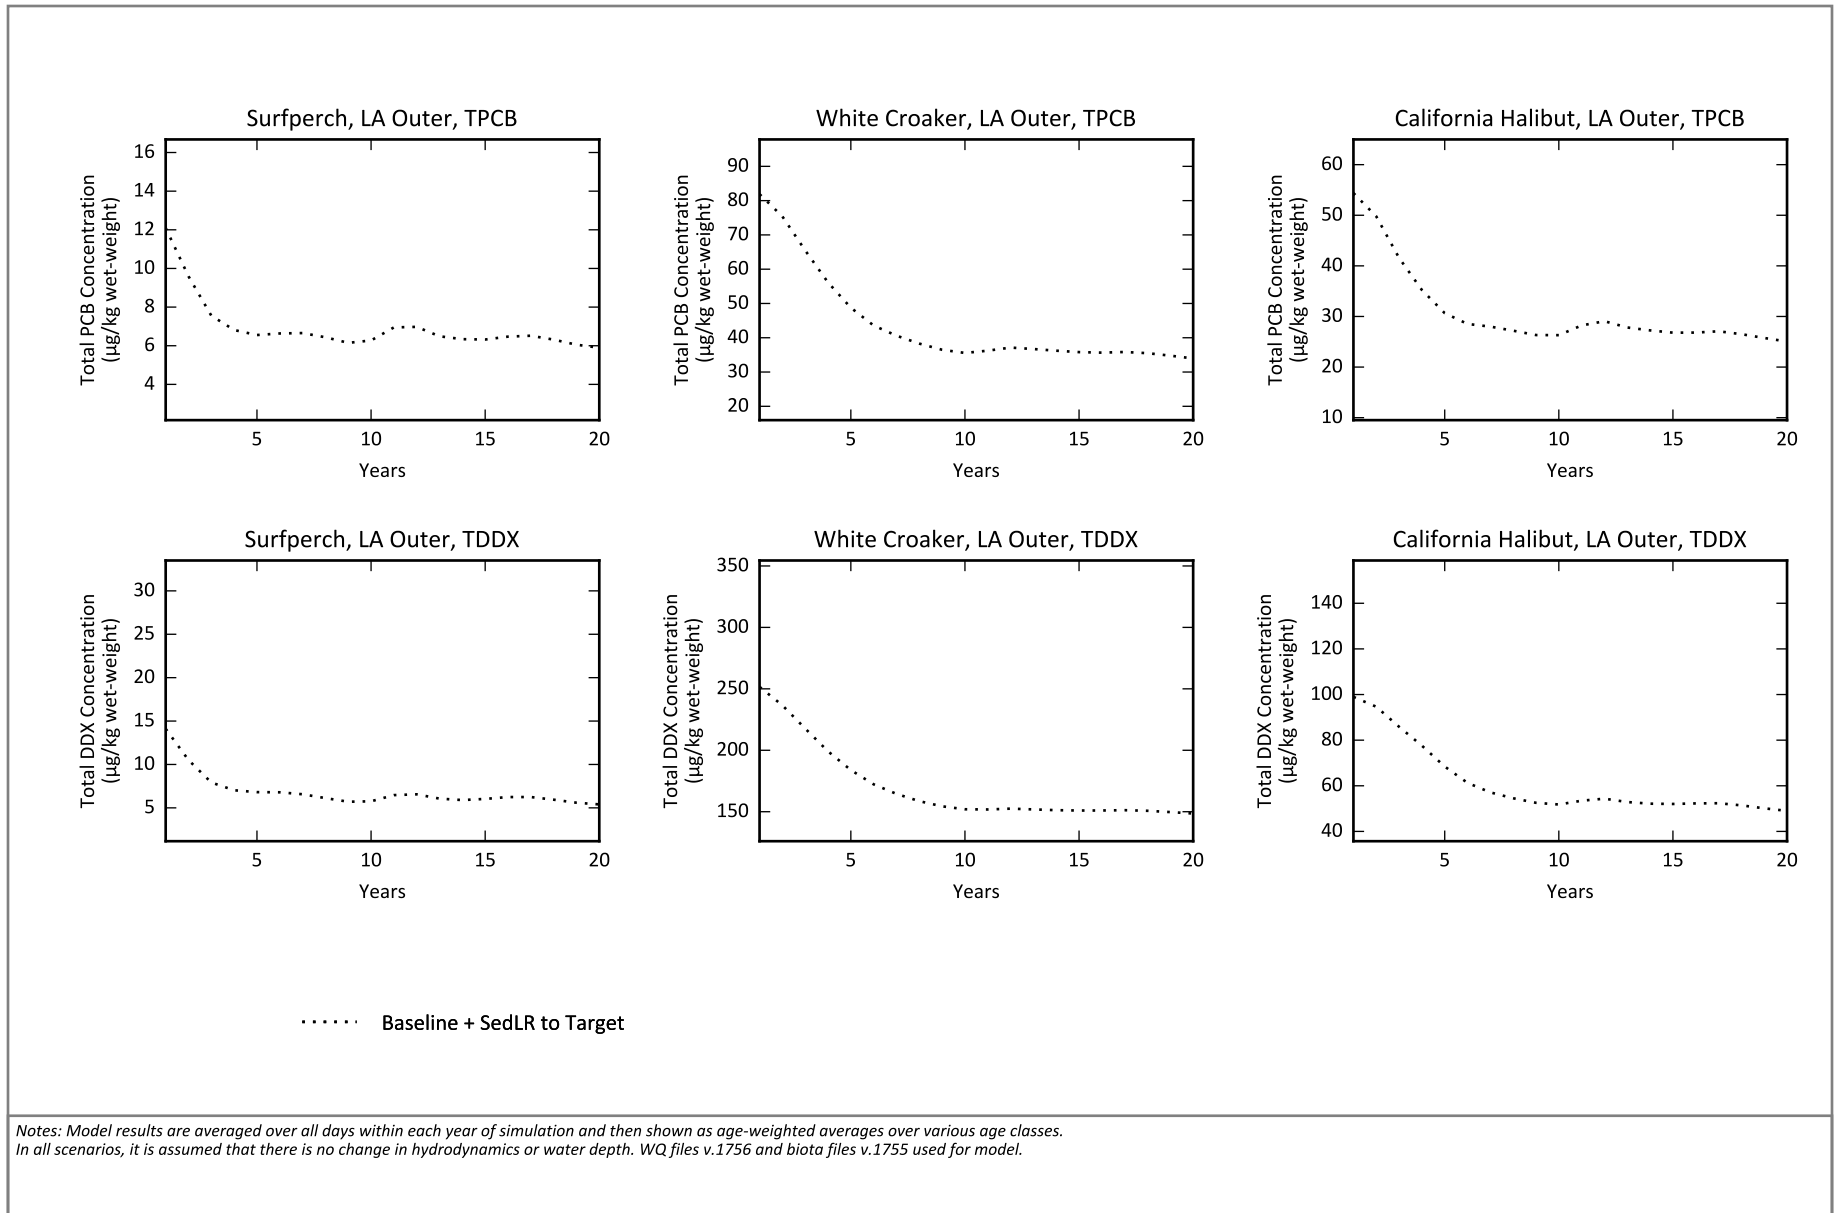 Surfperch, LA Outer, TPCB
Total PCB Concentration
(µg/kg wet-weight)
16
14
12
10
8
6
4
5 10 15 20
Years
White Croaker, LA Outer, TPCB
Total PCB Concentration
(µg/kg wet-weight)
90
80
70
60
50
40
30
20
5 10 15 20
Years
California Halibut, LA Outer, TPCB
Total PCB Concentration
(µg/kg wet-weight)
60
50
40
30
20
10
5 10 15 20
Years
Surfperch, LA Outer, TDDX
Total DDX Concentration
(µg/kg wet-weight)
30
25
20
15
10
5
5 10 15 20
Years
White Croaker, LA Outer, TDDX
Total DDX Concentration
(µg/kg wet-weight)
350
300
250
200
150
5 10 15 20
Years
California Halibut, LA Outer, TDDX
Total DDX Concentration
(µg/kg wet-weight)
140
120
100
80
60
40
5 10 15 20
Years
Baseline + SedLR to Target
Notes: Model results are averaged over all days within each year of simulation and then shown as age-weighted averages over various age classes.
In all scenarios, it is assumed that there is no change in hydrodynamics or water depth. WQ files v.1756 and biota files v.1755 used for model.